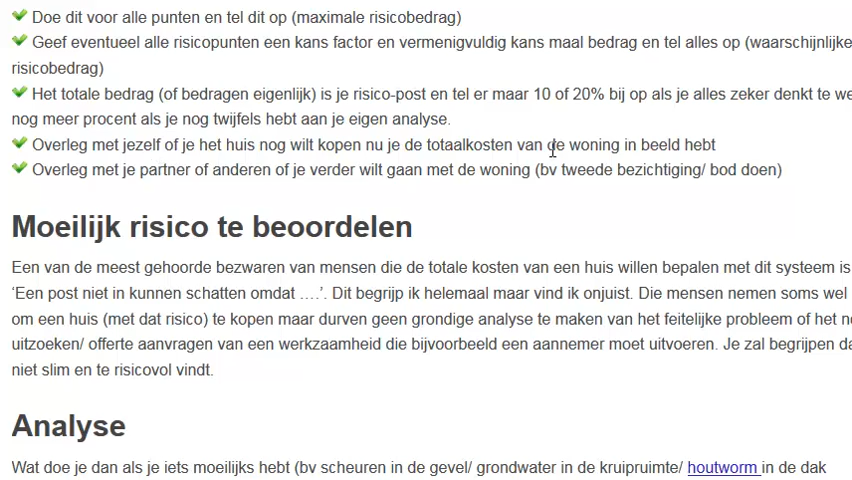 Doe dit voor alle punten en tel dit op (maximale risicobedrag)
Geef eventueel alle risicopunten een kans factor en vermenigvuldig kans maal bedrag en tel alles op (waarschijnlijke
risicobedrag)
Het totale bedrag (of bedragen eigenlijk) is je risico-post en tel er maar 10 of 20% bij op als je alles zeker denkt te we
nog meer procent als je nog twijfels hebt aan je eigen analyse.
Overleg met jezelf of je het huis nog wilt kopen nu je de totaalkosten van de woning in beeld hebt
Overleg met je partner of anderen of je verder wilt gaan met de woning (bv tweede bezichtiging/ bod doen)
Moeilijk risico te beoordelen
Een van de meest gehoorde bezwaren van mensen die de totale kosten van een huis willen bepalen met dit systeem is
‘Een post niet in kunnen schatten omdat ….’. Dit begrijp ik helemaal maar vind ik onjuist. Die mensen nemen soms wel
om een huis (met dat risico) te kopen maar durven geen grondige analyse te maken van het feitelijke probleem of het n
uitzoeken/ offerte aanvragen van een werkzaamheid die bijvoorbeeld een aannemer moet uitvoeren. Je zal begrijpen da
niet slim en te risicovol vindt.
Analyse
Wat doe je dan als je iets moeilijks hebt (bv scheuren in de gevel/ grondwater in de kruipruimte/ houtworm in de dak